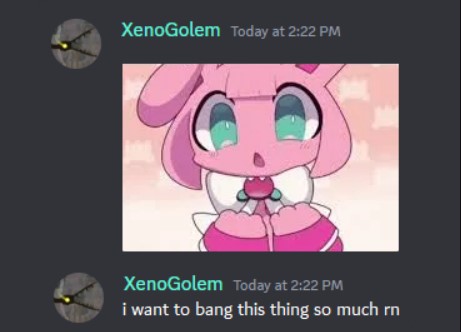 XenoGolem Today at 2:22 PM
XenoGolem Today at 2:22 PM
i want to bang this thing so much rn